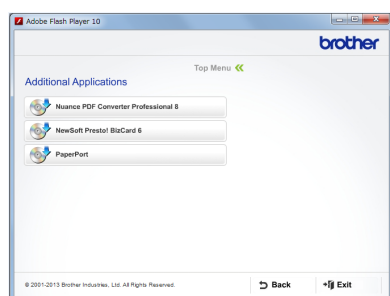 Adobe Flash Player 10
brother
Top Menu
Additional Applications
Nuance PDF Converter Professional 8
NewSoft Presto! BizCard 6
PaperPort
© 2001-2013 Brother Industries, Ltd. All Rights Reserved.
Back
Exit